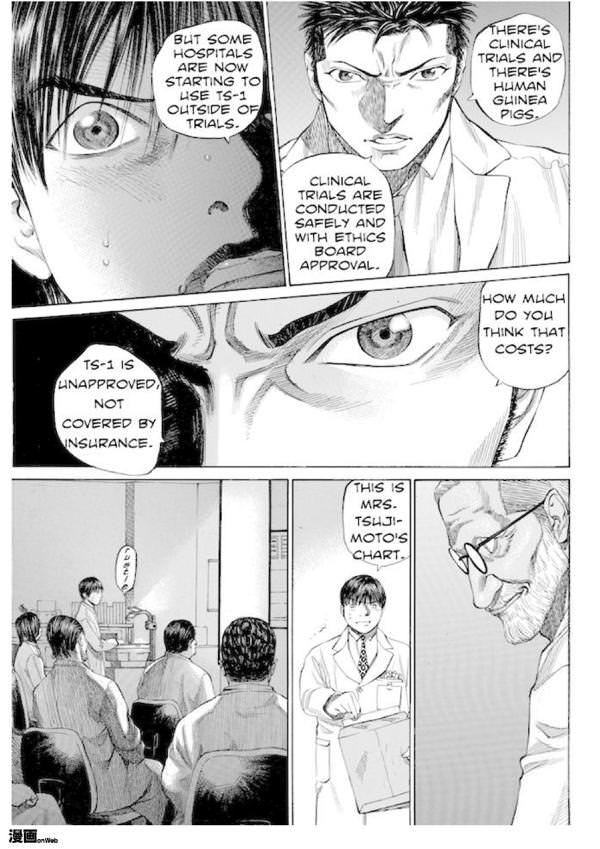 THERE'S
CLINICAL
TRIALS AND
THERE'S
HUMAN
GUINEA
PIGS.
CLINICAL
TRIALS ARE
CONDUCTED
SAFELY AND
WITH ETHICS
BOARD
APPROVAL.
BUT SOME
HOSPITALS
ARE NOW
STARTING TO
USE TS-1
OUTSIDE OF
TRIALS.
HOW MUCH
DO YOU
THINK THAT
COSTS?
TS-1 IS
UNAPPROVED,
NOT
COVERED BY
INSURANCE.
THIS IS
MRS.
TSUJI-
MOTO'S
CHART.
rustle
漫画onWeb